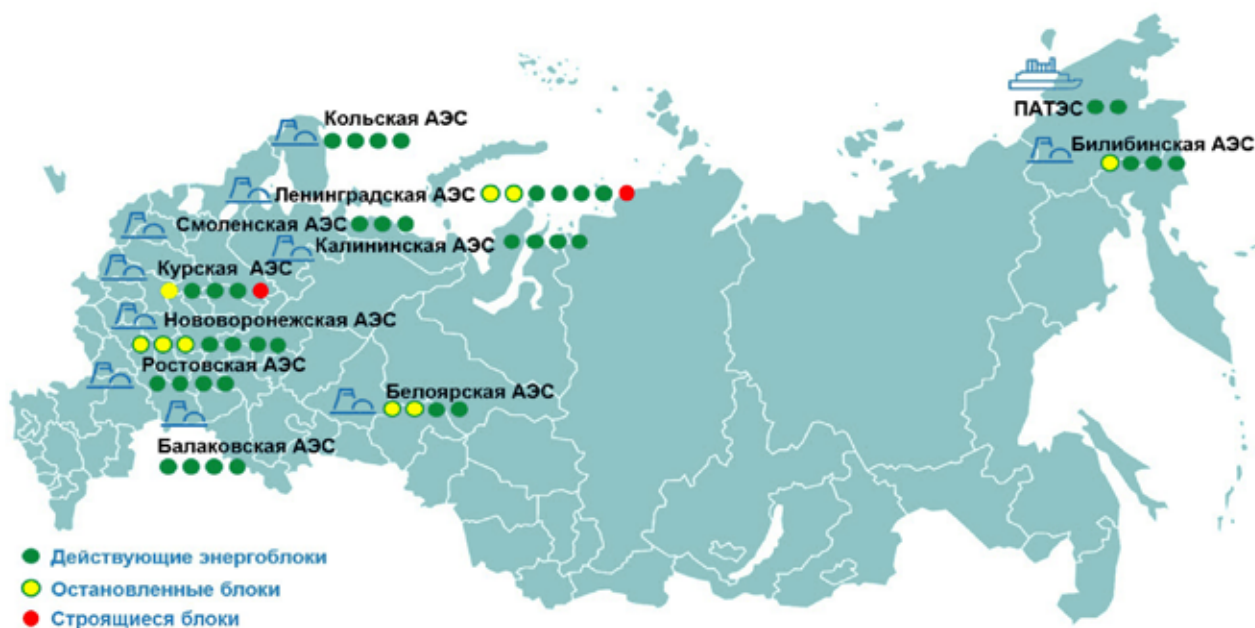 Кольская АЭС
ПАТЭС
Билибинская АЭС
Ленинградская АЭС
Смоленская АЭС
Калининская АЭС
Курская АЭС
Нововоронежская АЭС
Ростовская АЭС
Белоярская АЭС
Балаковская АЭС
Действующие энергоблоки
Остановленные блоки
Строящиеся блоки